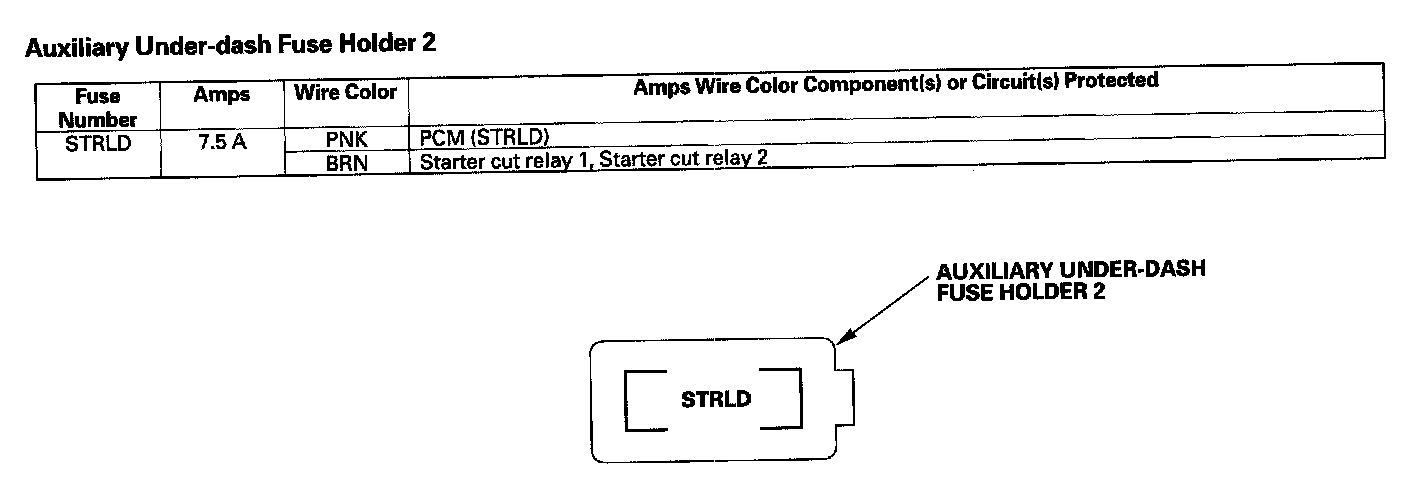 Auxiliary Under-dash Fuse Holder 2
Fuse Number Amps Wire Color Amps Wire Color Component(s) or Circuit(s) Protected
STRLD 7.5 A PNK PCM (STRLD)
BRN Starter cut relay 1, Starter cut relay 2
AUXILIARY UNDER-DASH
FUSE HOLDER 2
STRLD